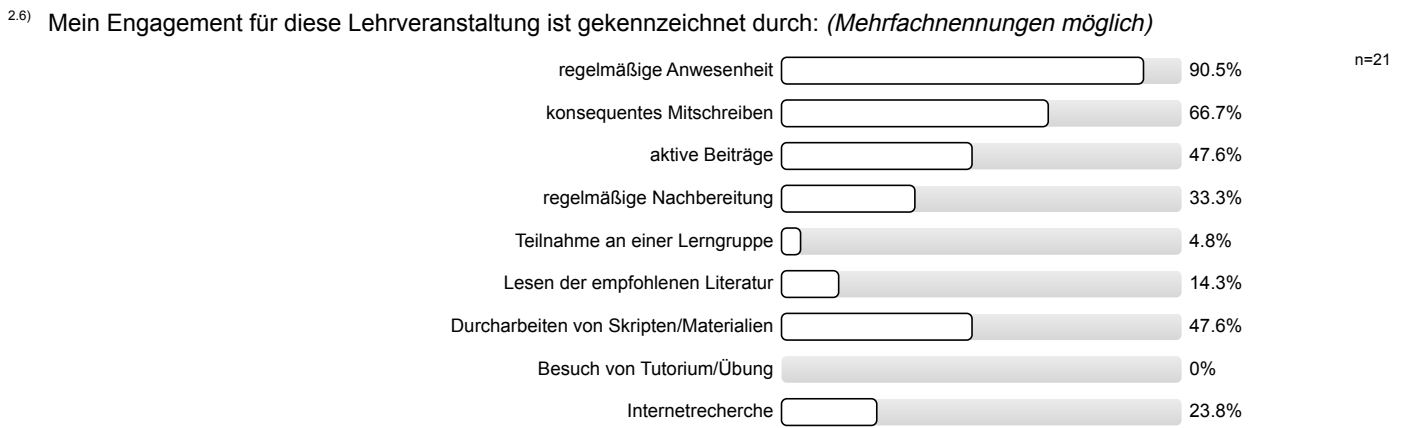 2.6) Mein Engagement für diese Lehrveranstaltung ist gekennzeichnet durch: (Mehrfachnennungen möglich)
regelmäßige Anwesenheit 90.5% n=21
konsequentes Mitschreiben 66.7%
aktive Beiträge 47.6%
regelmäßige Nachbereitung 33.3%
Teilnahme an einer Lerngruppe 4.8%
Lesen der empfohlenen Literatur 14.3%
Durcharbeiten von Skripten/Materialien 47.6%
Besuch von Tutorium/Übung 0%
Internetrecherche 23.8%